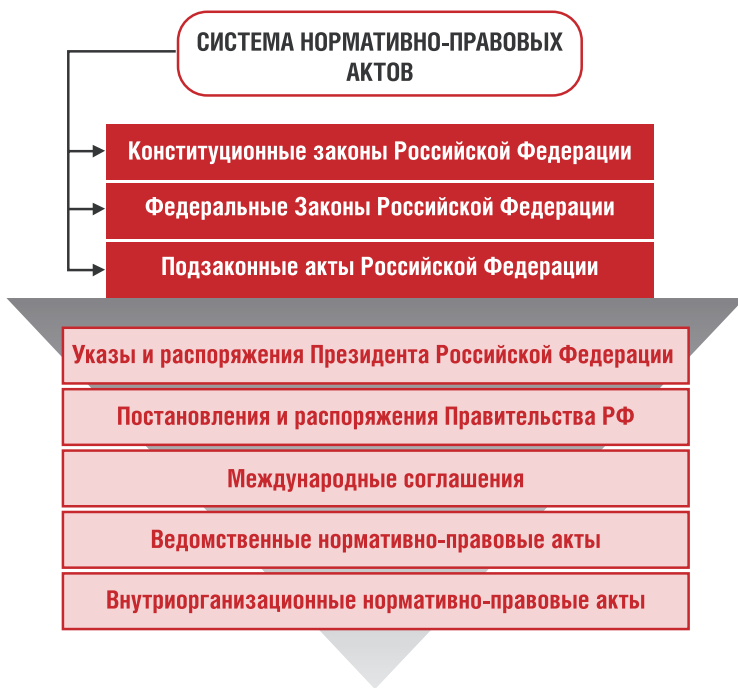 СИСТЕМА НОРМАТИВНО-ПРАВОВЫХ
АКТОВ
Конституционные законы Российской Федерации
Федеральные Законы Российской Федерации
Подзаконные акты Российской Федерации
Указы и распоряжения Президента Российской Федерации
Постановления и распоряжения Правительства РФ
Международные соглашения
Ведомственные нормативно-правовые акты
Внутриорганизационные нормативно-правовые акты